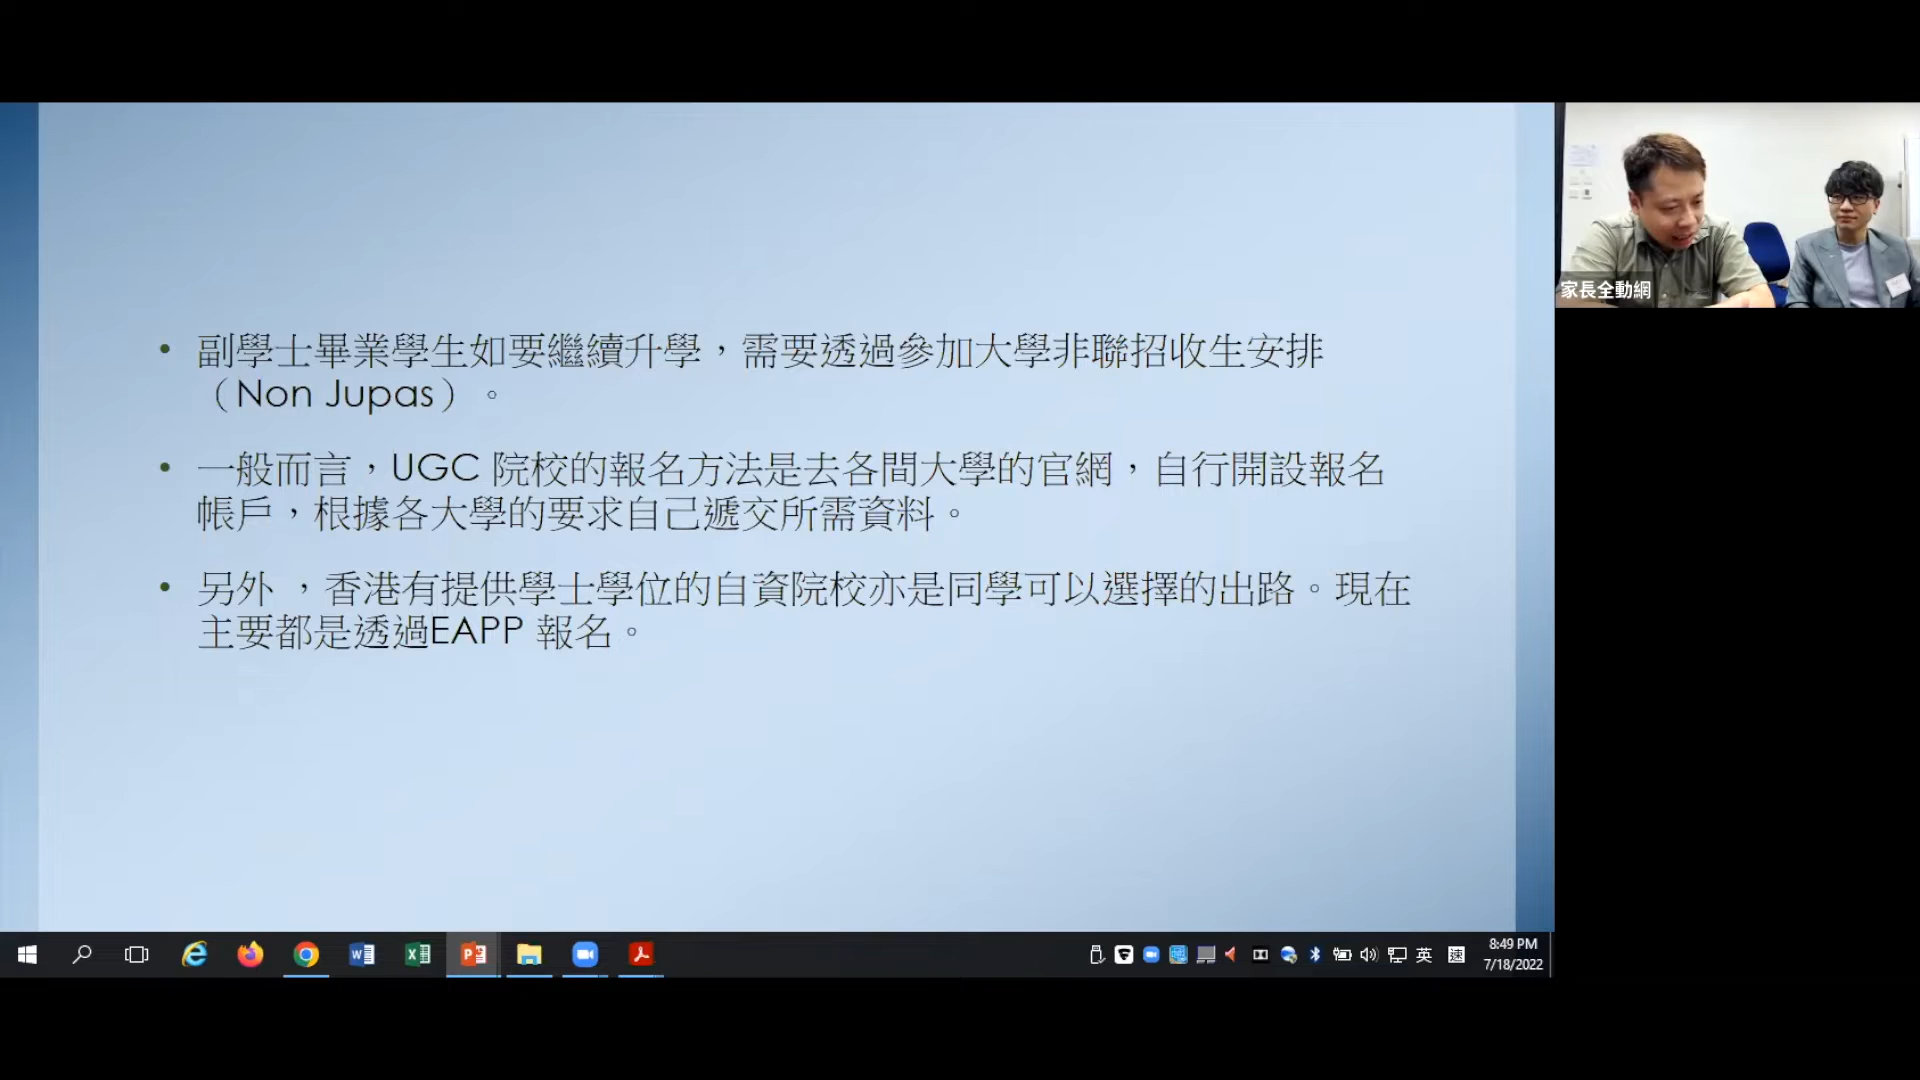 副學士畢業學生如要繼續升學，需要透過參加大學非聯招收生安排
（Non Jupas）。
一般而言，UGC 院校的報名方法是去各間大學的官網，自行開設報名
帳戶，根據各大學的要求自己遞交所需資料。
另外 ，香港有提供學士學位的自資院校亦是同學可以選擇的出路。現在
主要都是透過EAPP 報名。
家長全動網
英
速
8:49 PM
7/18/2022